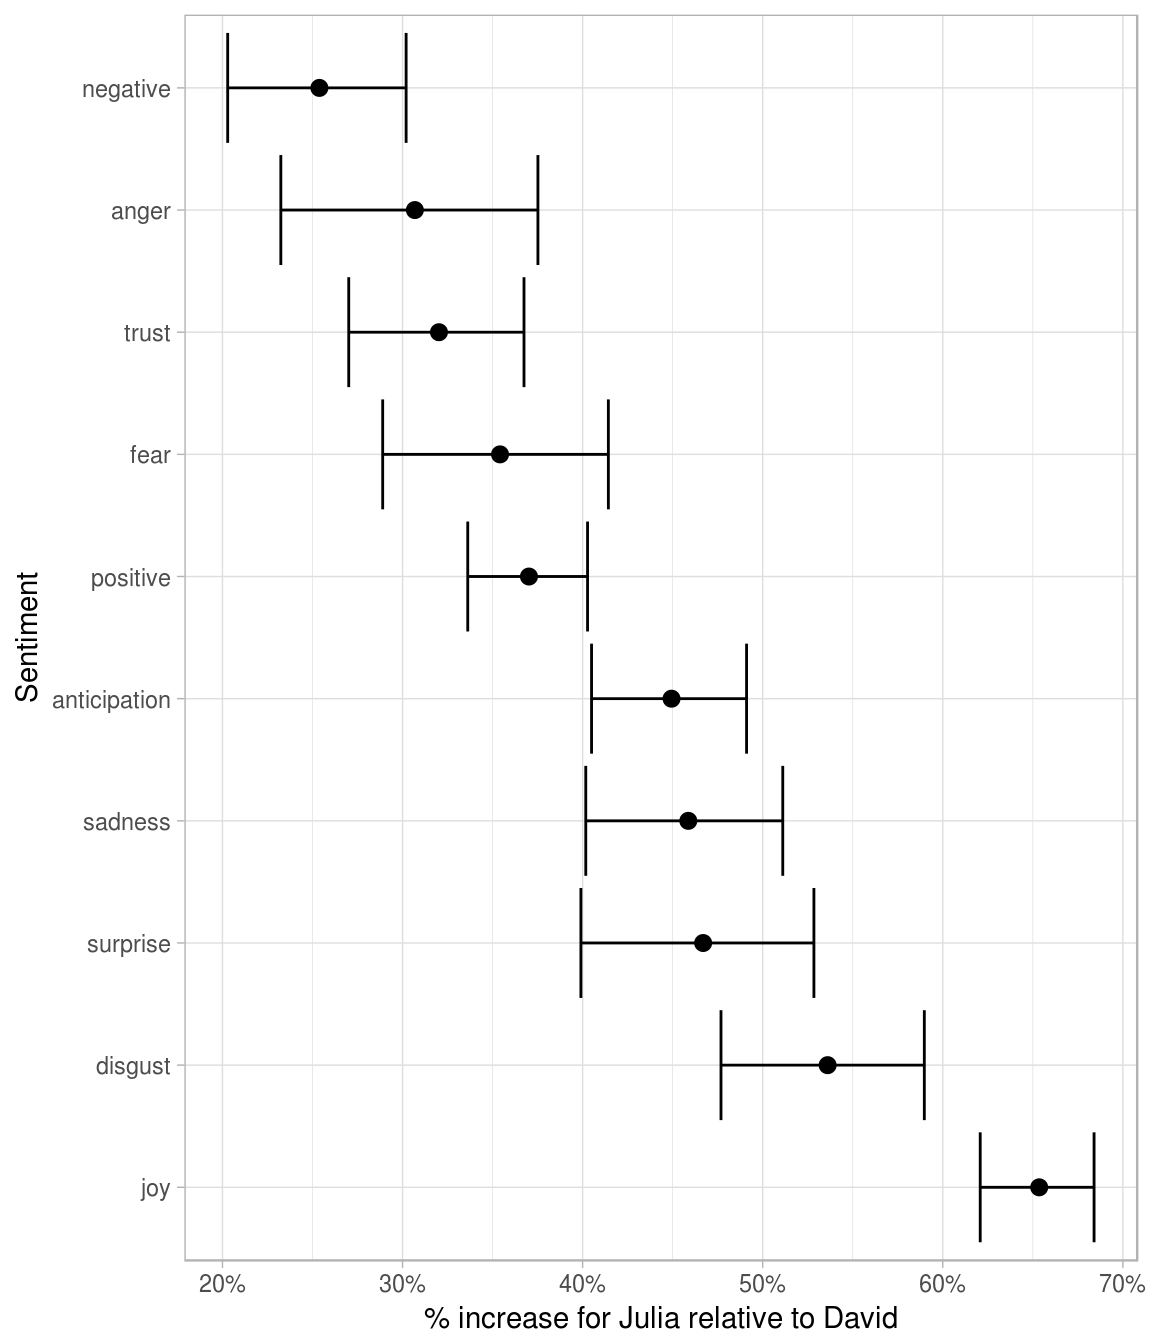 negative
anger
trust
fear
positive
anticipation
sadness
surprise
disgust
joy
Sentiment
20% 30% 40% 50% 60% 70%
% increase for Julia relative to David